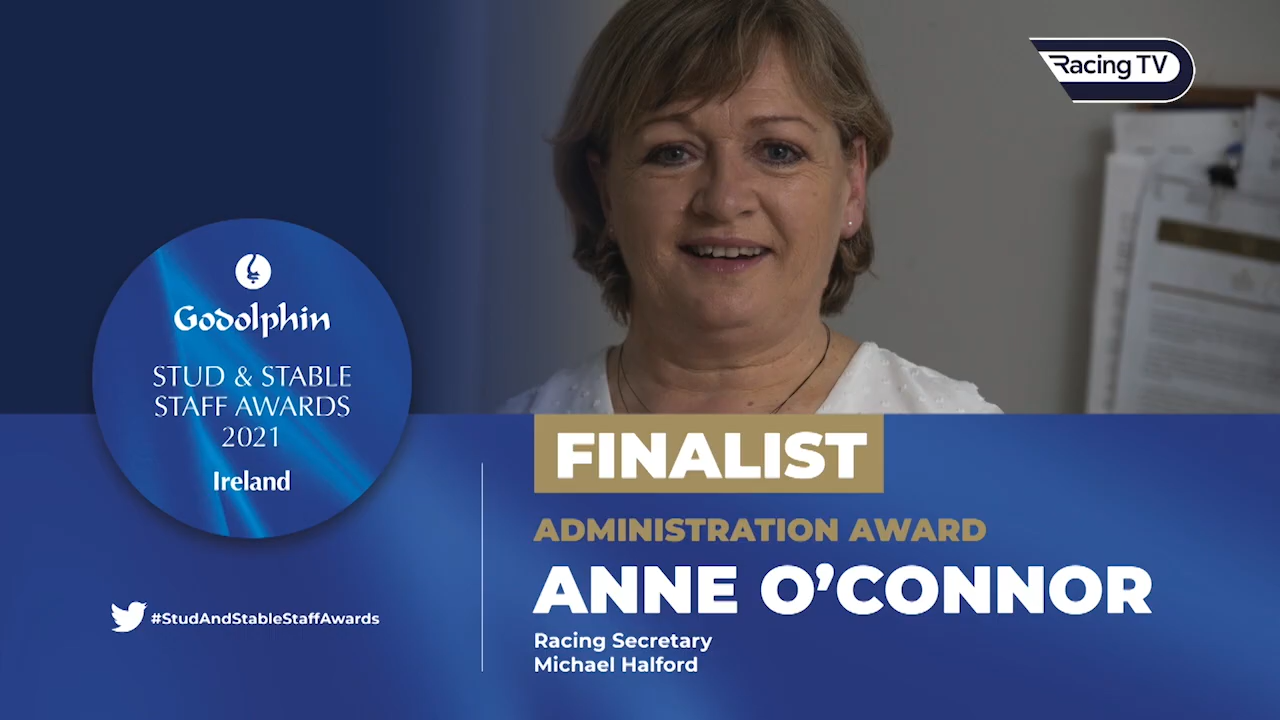 Racing TV
Godolphin
STUD & STABLE
STAFF AWARDS
2021
Ireland
#StudAndStableStaffAwards
FINALIST
ADMINISTRATION AWARD
ANNE O’CONNOR
Racing Secretary
Michael Halford